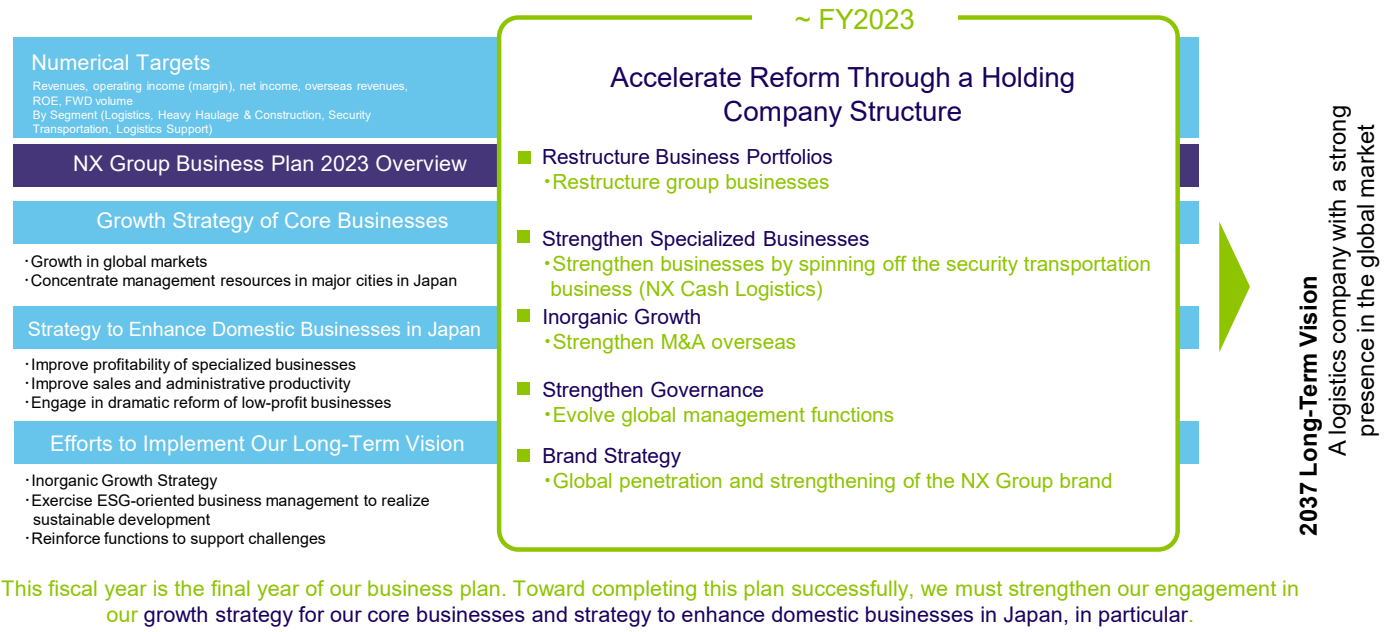 Numerical Targets
Revenues, operating income (margin), net income, overseas revenues,
ROE, FWD volume
By Segment (Logistics, Heavy Haulage & Construction, Security
Transportation, Logistics Support)
NX Group Business Plan 2023 Overview
Growth Strategy of Core Businesses
・Growth in global markets
・Concentrate management resources in major cities in Japan
Strategy to Enhance Domestic Businesses in Japan
・Improve profitability of specialized businesses
・Improve sales and administrative productivity
・Engage in dramatic reform of low-profit businesses
Efforts to Implement Our Long-Term Vision
・Inorganic Growth Strategy
・Exercise ESG-oriented business management to realize
sustainable development
・Reinforce functions to support challenges
~ FY2023
Accelerate Reform Through a Holding
Company Structure
■ Restructure Business Portfolios
・Restructure group businesses
■ Strengthen Specialized Businesses
・Strengthen businesses by spinning off the security transportation
business (NX Cash Logistics)
■ Inorganic Growth
・Strengthen M&A overseas
■ Strengthen Governance
・Evolve global management functions
■ Brand Strategy
・Global penetration and strengthening of the NX Group brand
2037 Long-Term Vision
A logistics company with a strong
presence in the global market
This fiscal year is the final year of our business plan. Toward completing this plan successfully, we must strengthen our engagement in
our growth strategy for our core businesses and strategy to enhance domestic businesses in Japan, in particular.